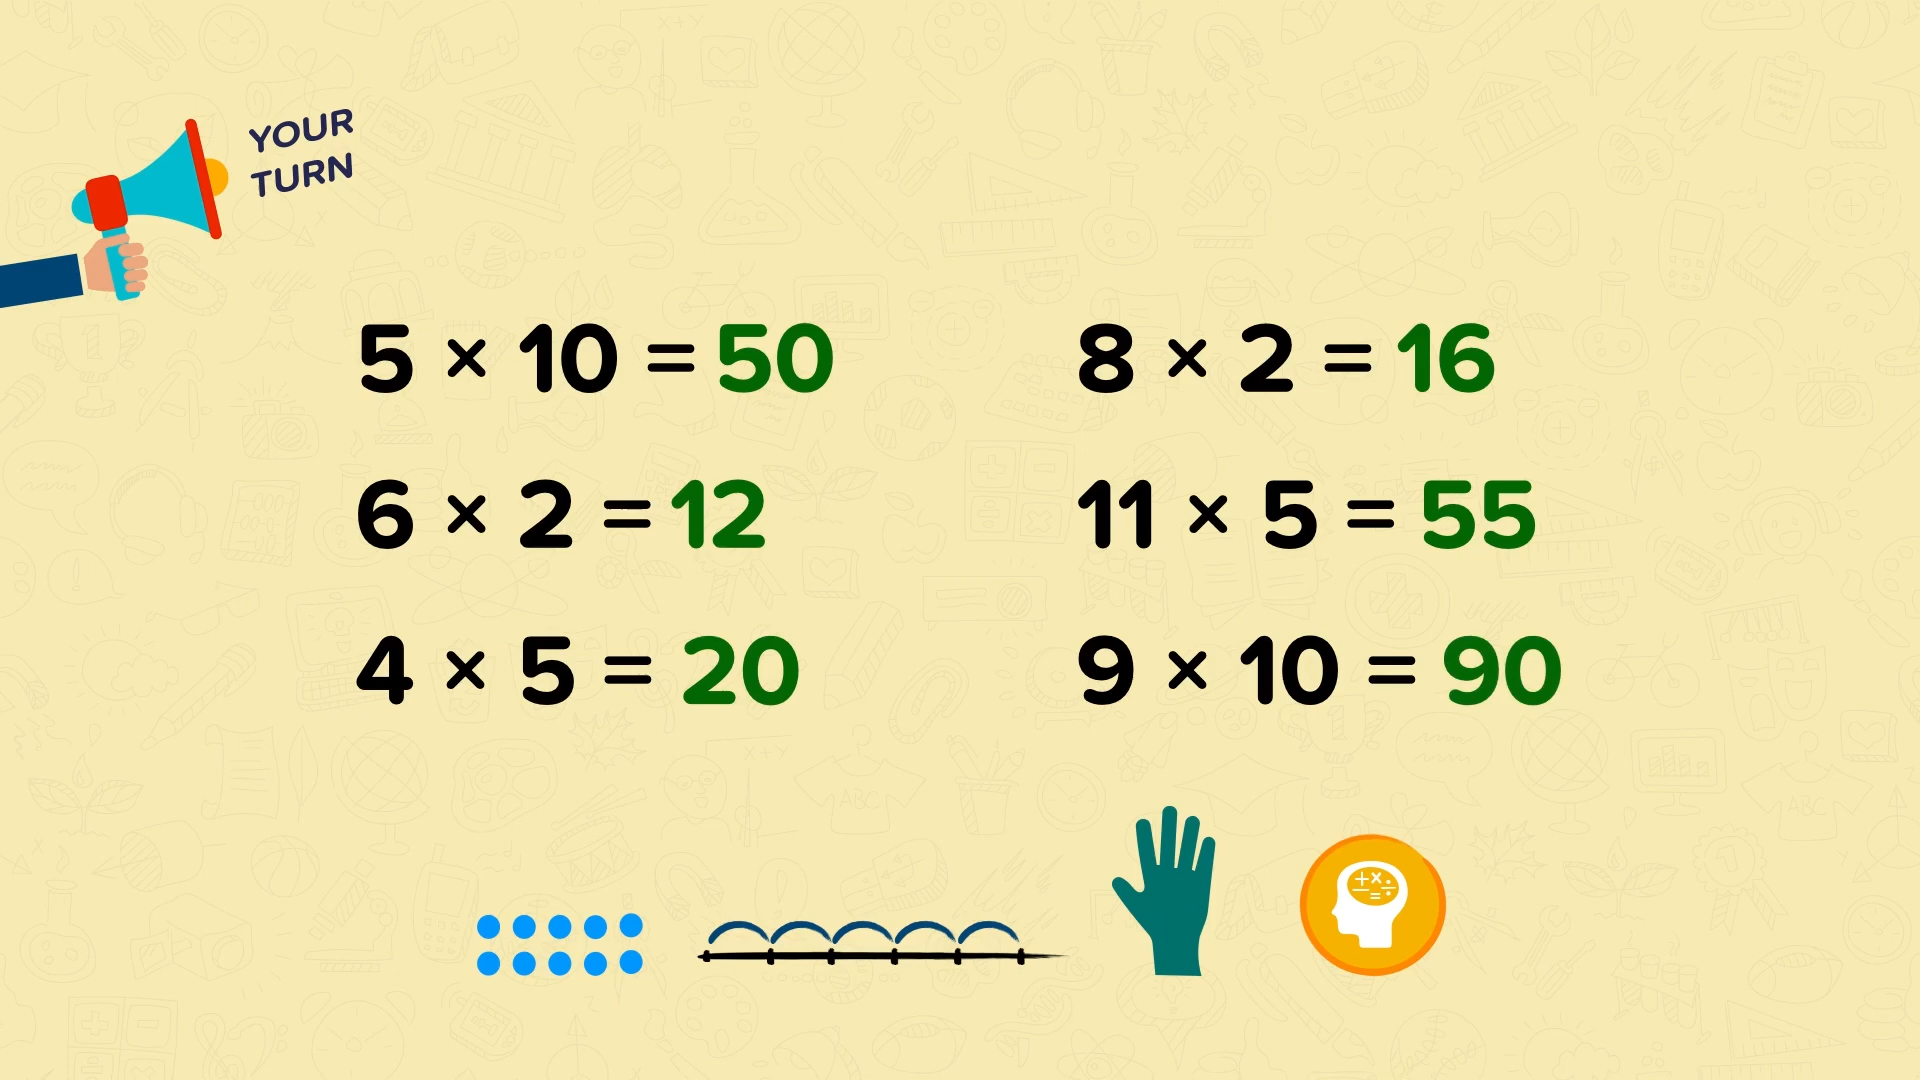 YOUR
TURN
5 × 10 = 50
8 × 2 = 16
6 × 2 = 12
11 × 5 = 55
4 × 5 = 20
9 × 10 = 90